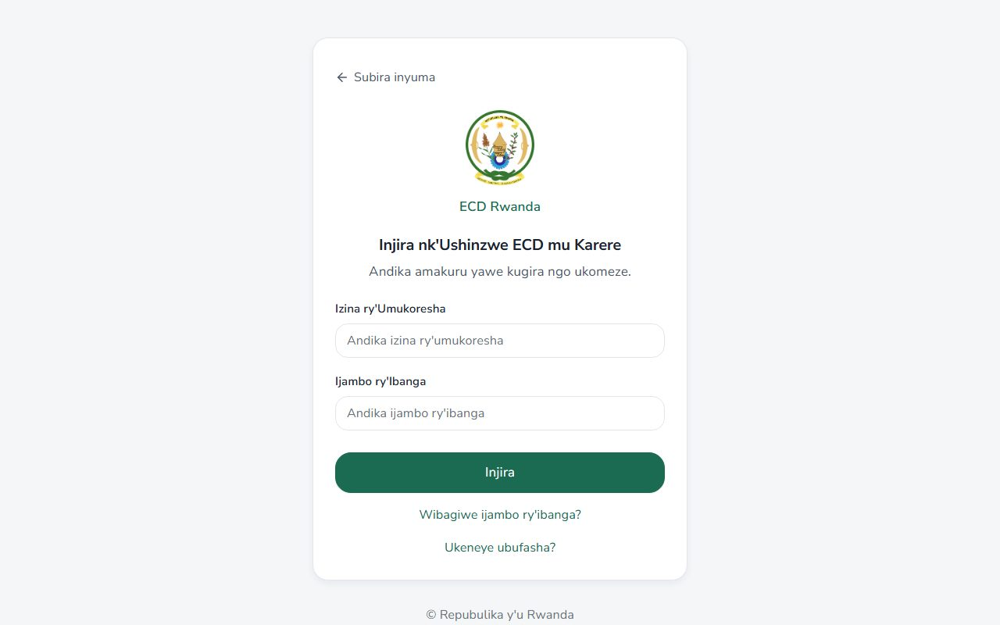 Subira inyuma
ECD Rwanda
Injira nk'Ushinzwe ECD mu Karere
Andika amakuru yawe kugira ngo ukomeze.
Izina ry'Umukoresha
Andika izina ry'umukoresha
Ijambo ry'Ibanga
Andika ijambo ry'ibanga
Injira
Wibagiwe ijambo ry'ibanga?
Ukeneye ubufasha?
© Repubulika y'u Rwanda